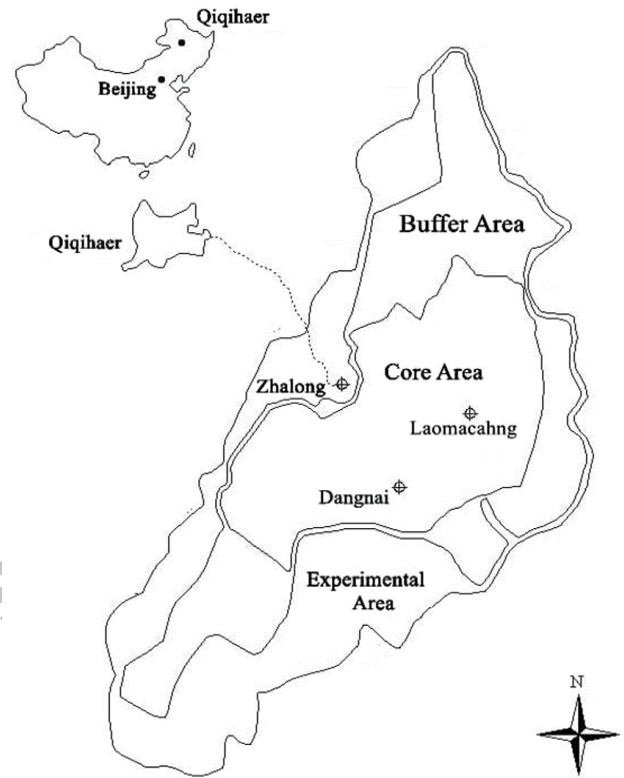 Qiqihaer
Beijing
Qiqihaer
Buffer Area
Core Area
Zhalong
Laomacahng
Dangnai
Experimental
Area
N